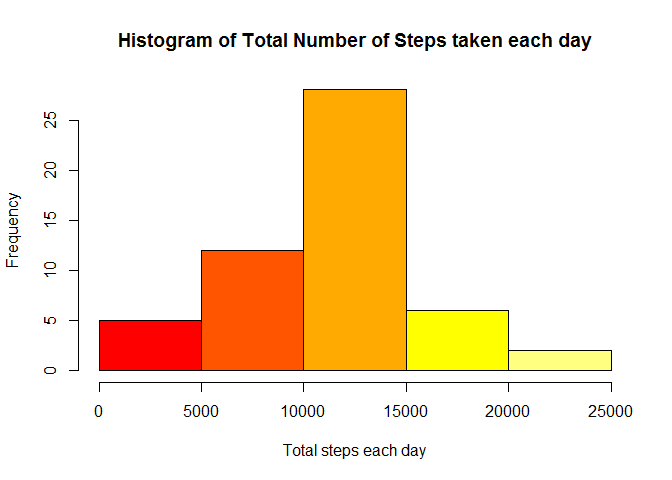 Histogram of Total Number of Steps taken each day
Frequency
25
20
15
10
5
0
0 5000 10000 15000 20000 25000
Total steps each day